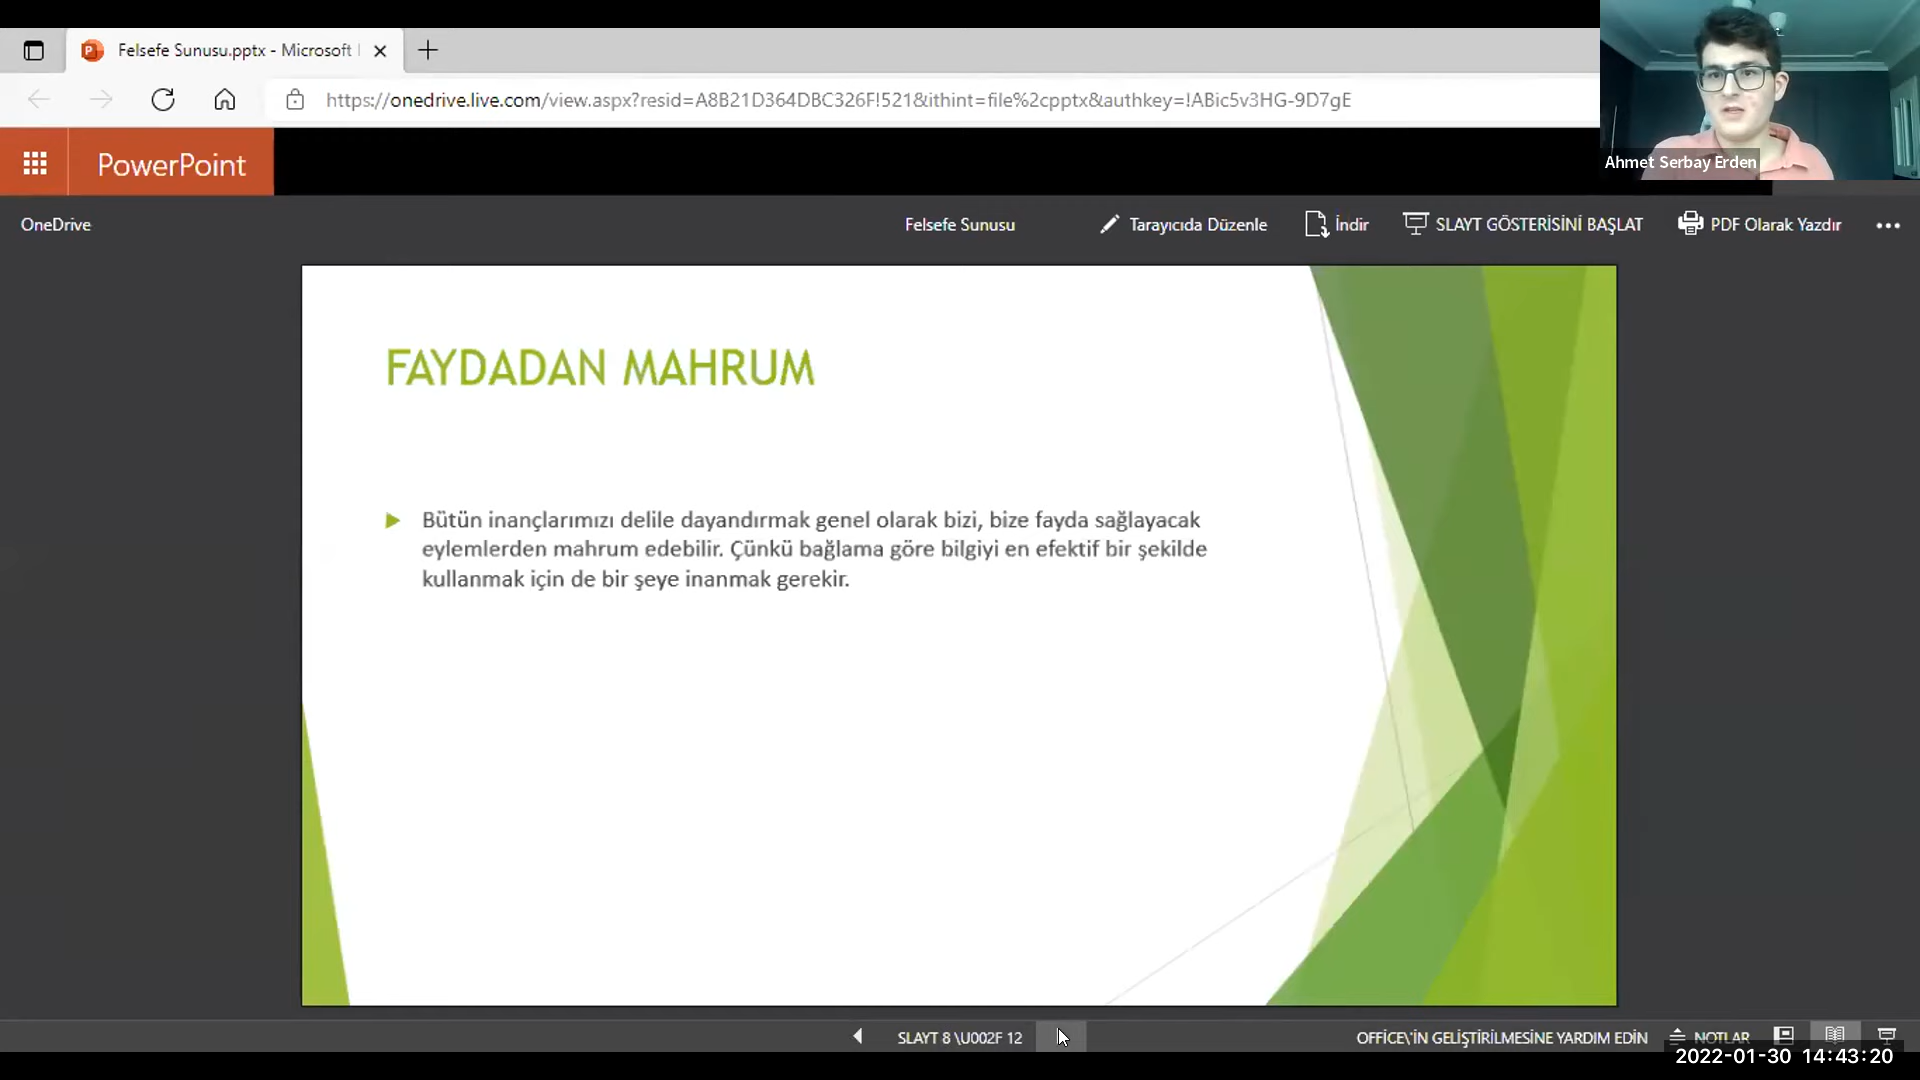 Felsefe Sunusu.pptx - Microsoft
https://onedrive.live.com/view.aspx?resid=A8B21D364DBC326F!521&ithint=file%2cpptx&authkey=!ABic5v3HG-9D7gE
Ahmet Serbay Erden
PowerPoint
OneDrive
Felsefe Sunusu
Tarayıcıda Düzenle
İndir
SLAYT GÖSTERİSİNİ BAŞLAT
PDF Olarak Yazdır
FAYDADAN MAHRUM
Bütün inançlarımızı delile dayandırmak genel olarak bizi, bize fayda sağlayacak
eylemlerden mahrum edebilir. Çünkü bağlama göre bilgiyi en efektif bir şekilde
kullanmak için de bir şeye inanmak gerekir.
SLAYT 8 \U002F 12
OFFICE\'İN GELİŞTİRİLMESİNE YARDIM EDİN
NOTLAR
2022-01-30 14:43:20